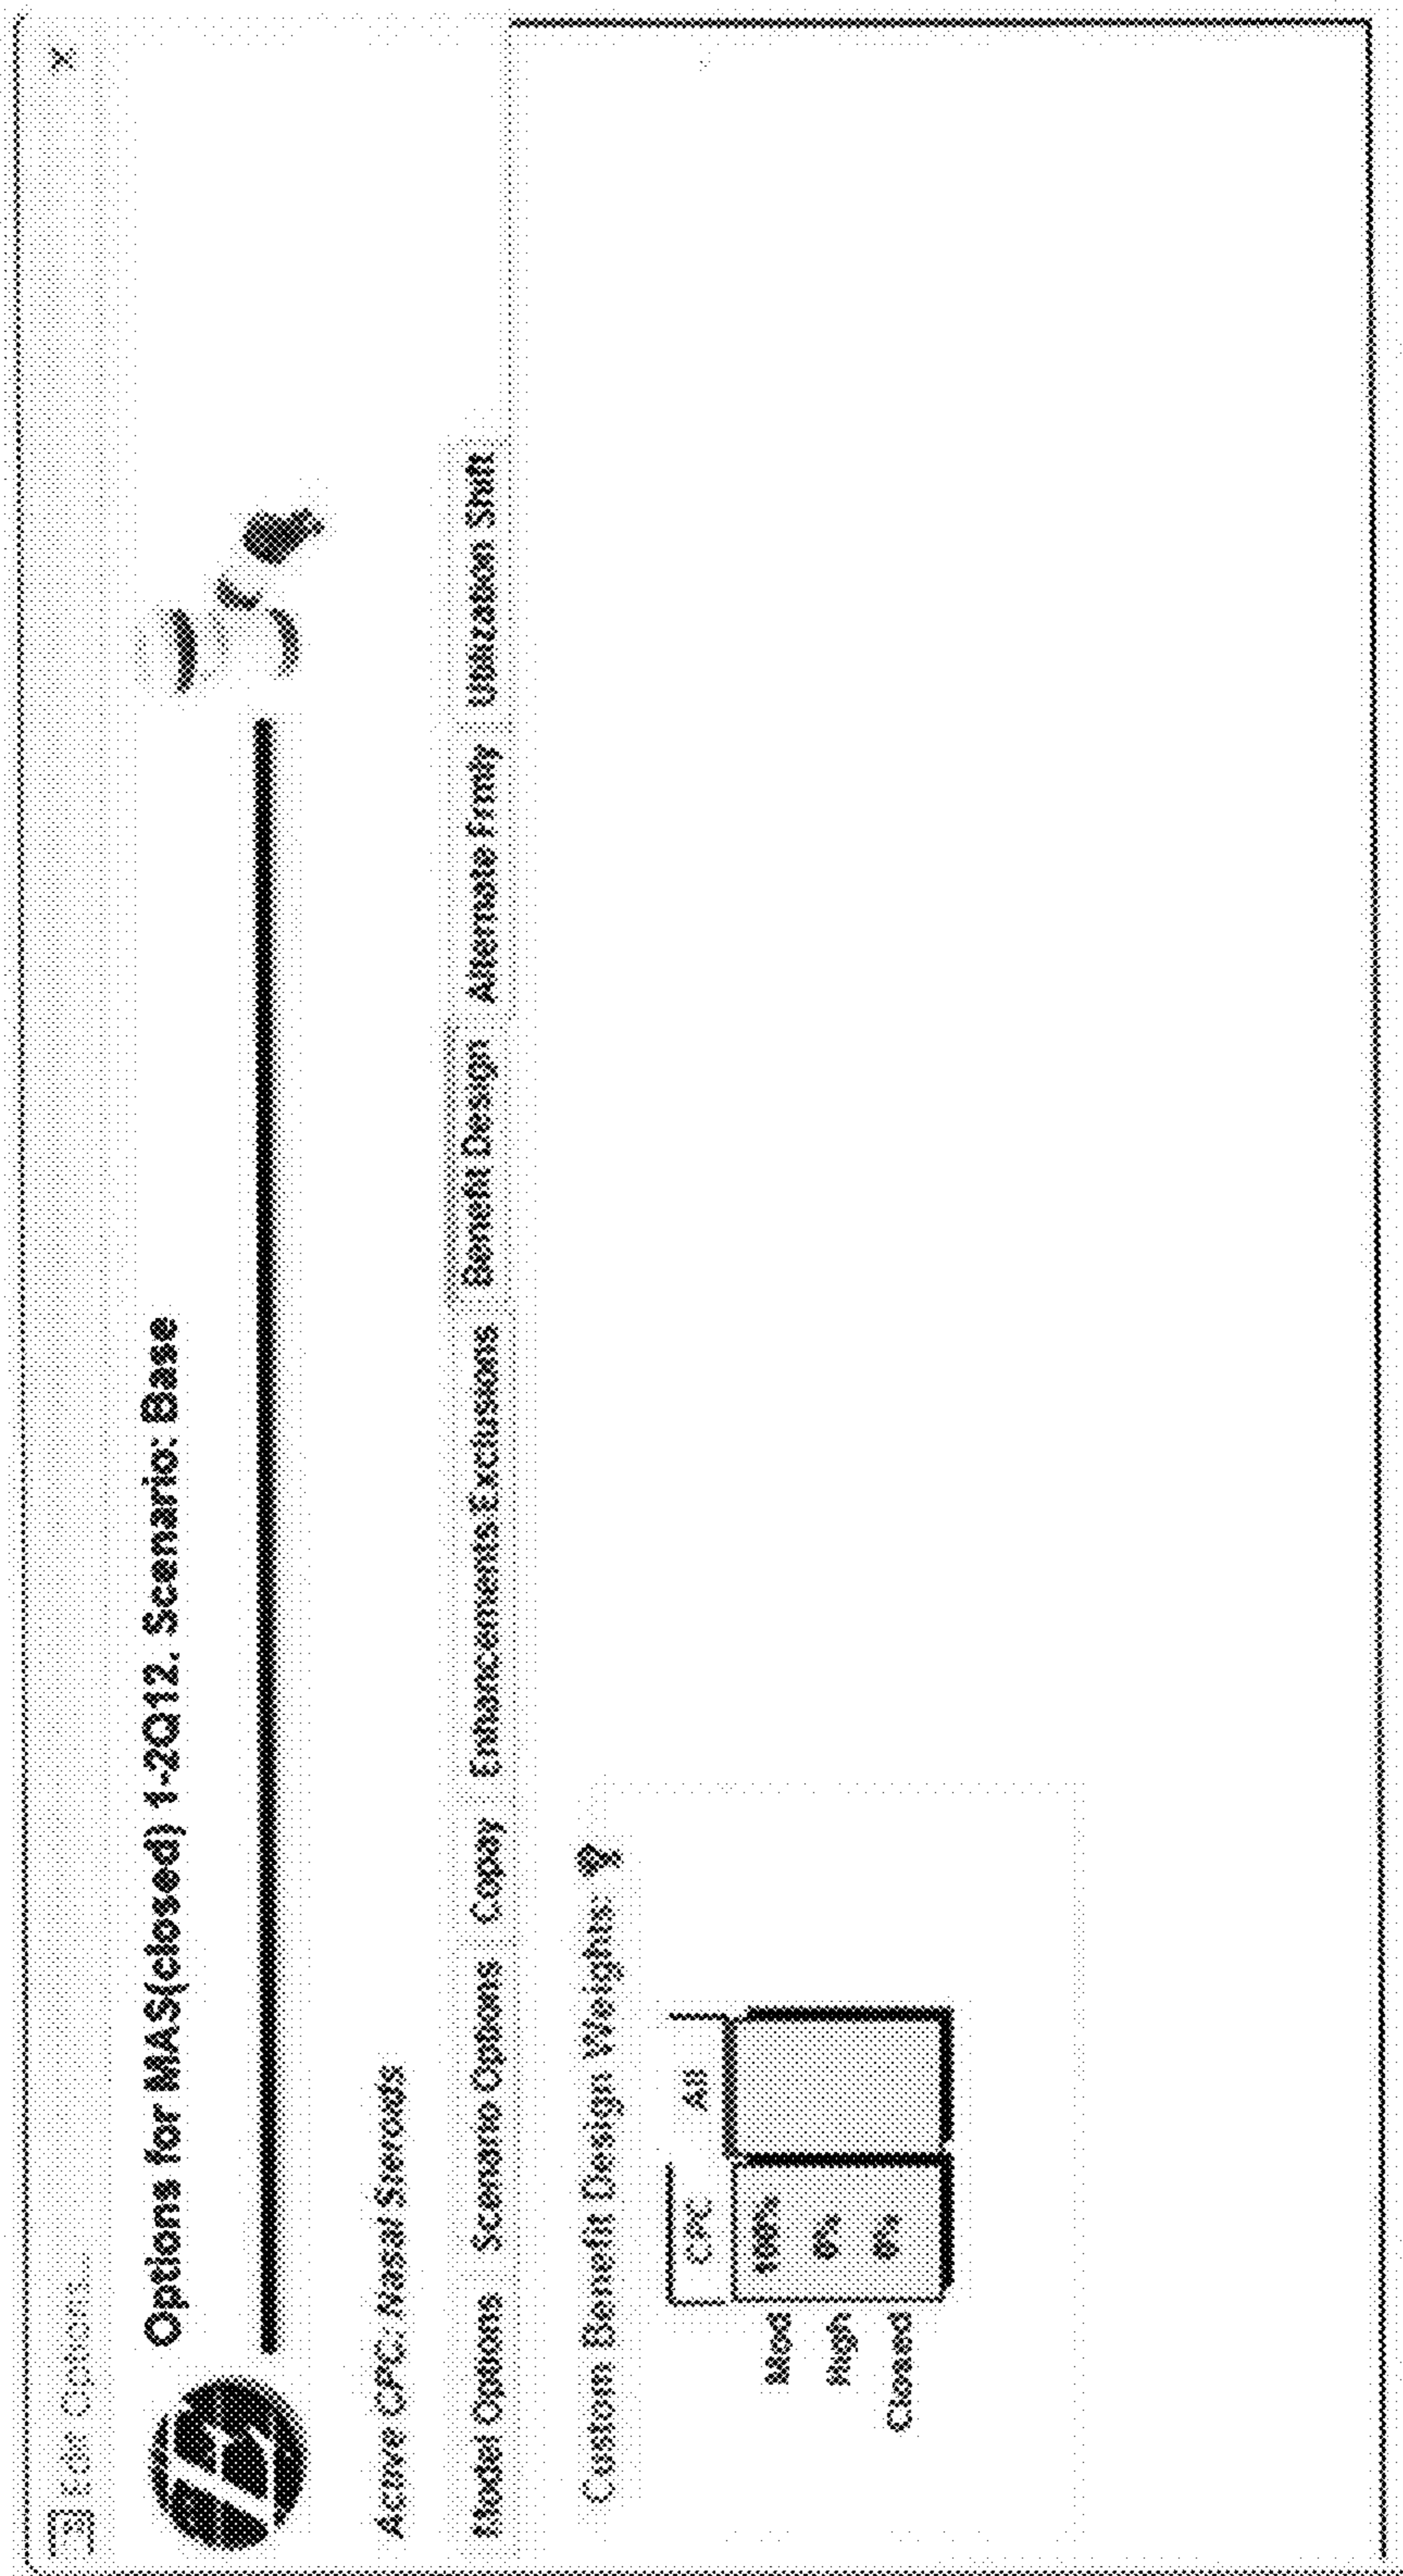 Edit Options...
×
Options for MAS(closed) 1-2Q12. Scenario: Base
Active CPC: Nasal Steroids
Model Options Scenario Options Copay Enhancements/Exclusions Benefit Design Alternate Frmly Utilization Shift
Custom Benefit Design Weights
CPC All
Mod 100%
High
Closed